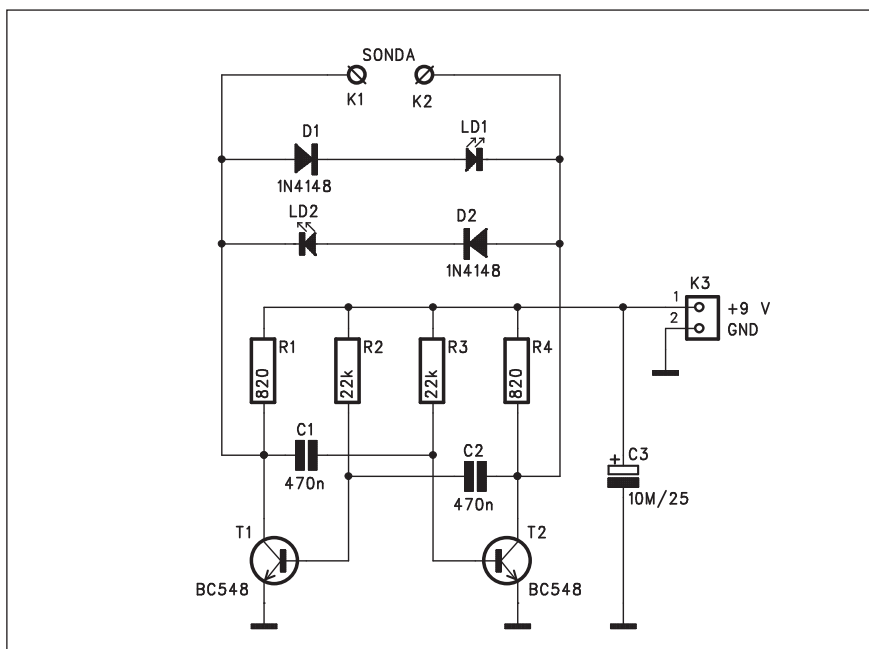 SONDA
K1
K2
D1
LD1
1N4148
LD2
D2
1N4148
K3
1
+9 V
2
GND
R1
R2
R3
R4
820
22k
22k
820
C1
C2
C3
+
470n
470n
10M/25
T1
T2
BC548
BC548